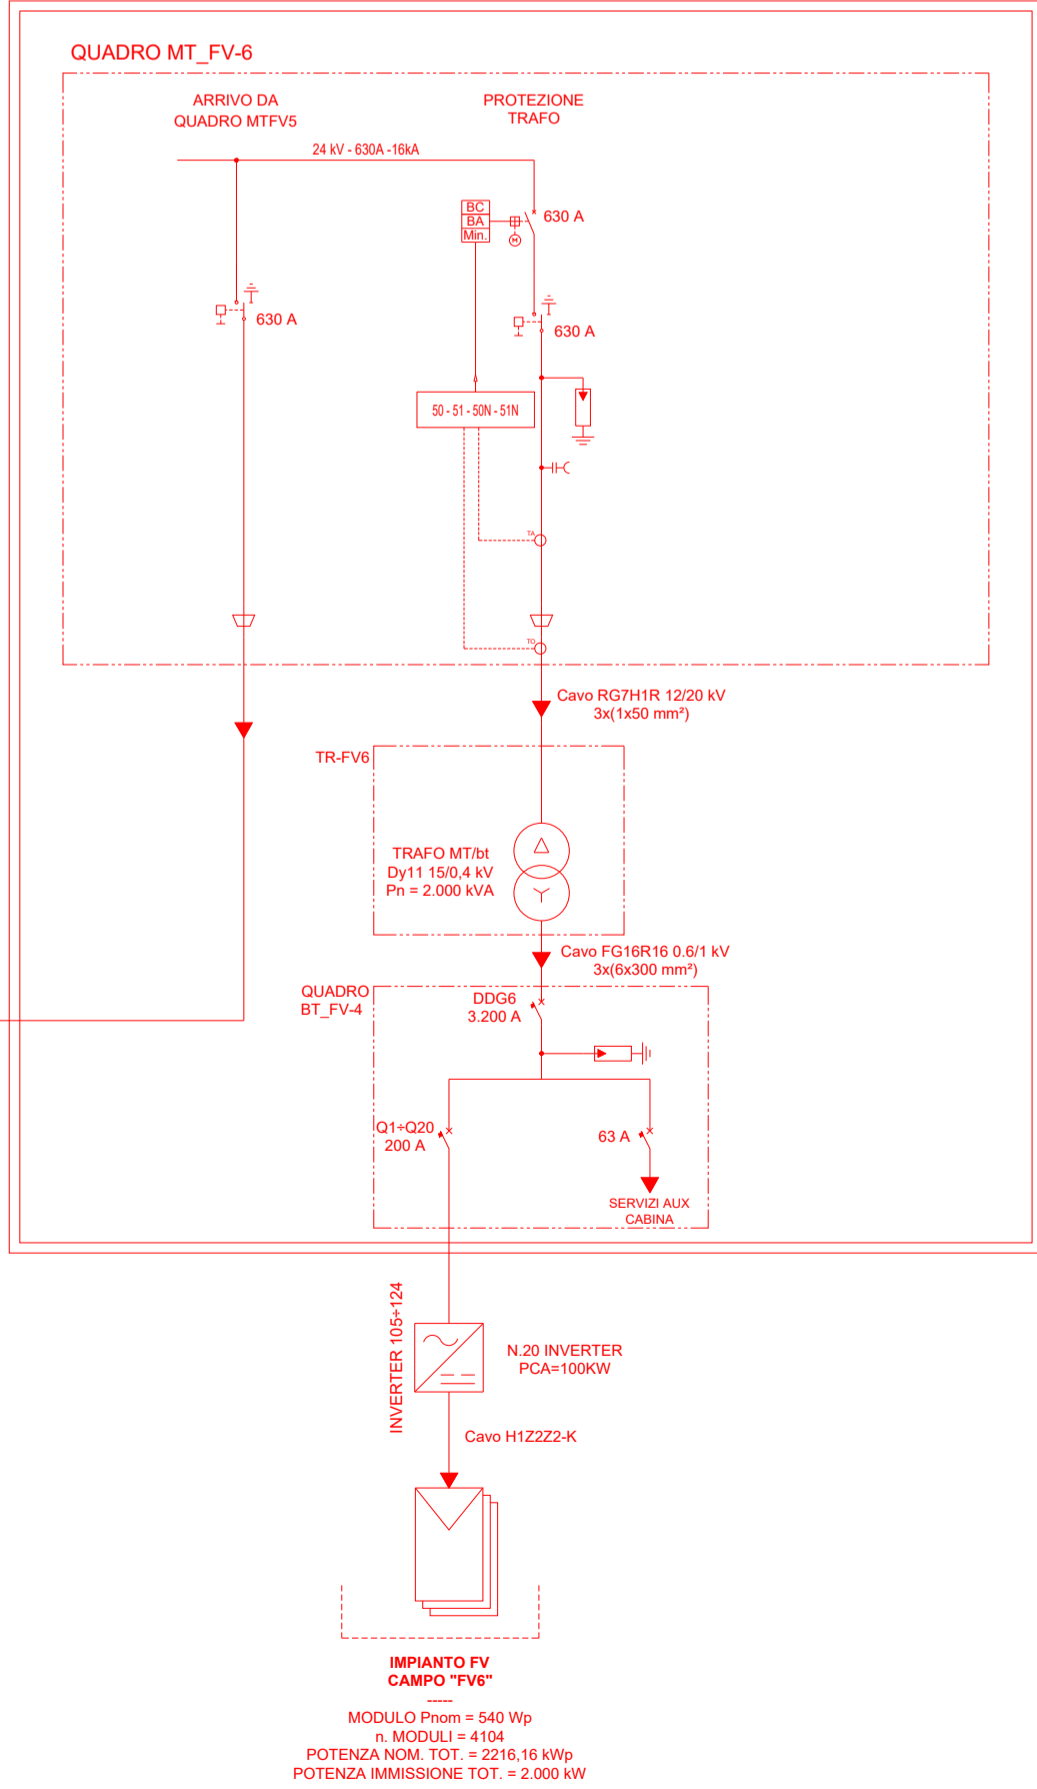 QUADRO MT_FV-6
ARRIVO DA
QUADRO MTFV5
PROTEZIONE
TRAFO
24 kV - 630A -16kA
BC
BA
Min.
M
630 A
630 A
630 A
50 - 51 - 50N - 51N
TA
TO
Cavo RG7H1R 12/20 kV
3x(1x50 mm²)
TR-FV6
TRAFO MT/bt
Dy11 15/0,4 kV
Pn = 2.000 kVA
Cavo FG16R16 0.6/1 kV
3x(6x300 mm²)
QUADRO
BT_FV-4
DDG6
3.200 A
Q1÷Q20
200 A
63 A
SERVIZI AUX
CABINA
INVERTER 105÷124
N.20 INVERTER
PCA=100KW
Cavo H1Z2Z2-K
IMPIANTO FV
CAMPO "FV6"
-----
MODULO Pnom = 540 Wp
n. MODULI = 4104
POTENZA NOM. TOT. = 2216,16 kWp
POTENZA IMMISSIONE TOT. = 2.000 kW